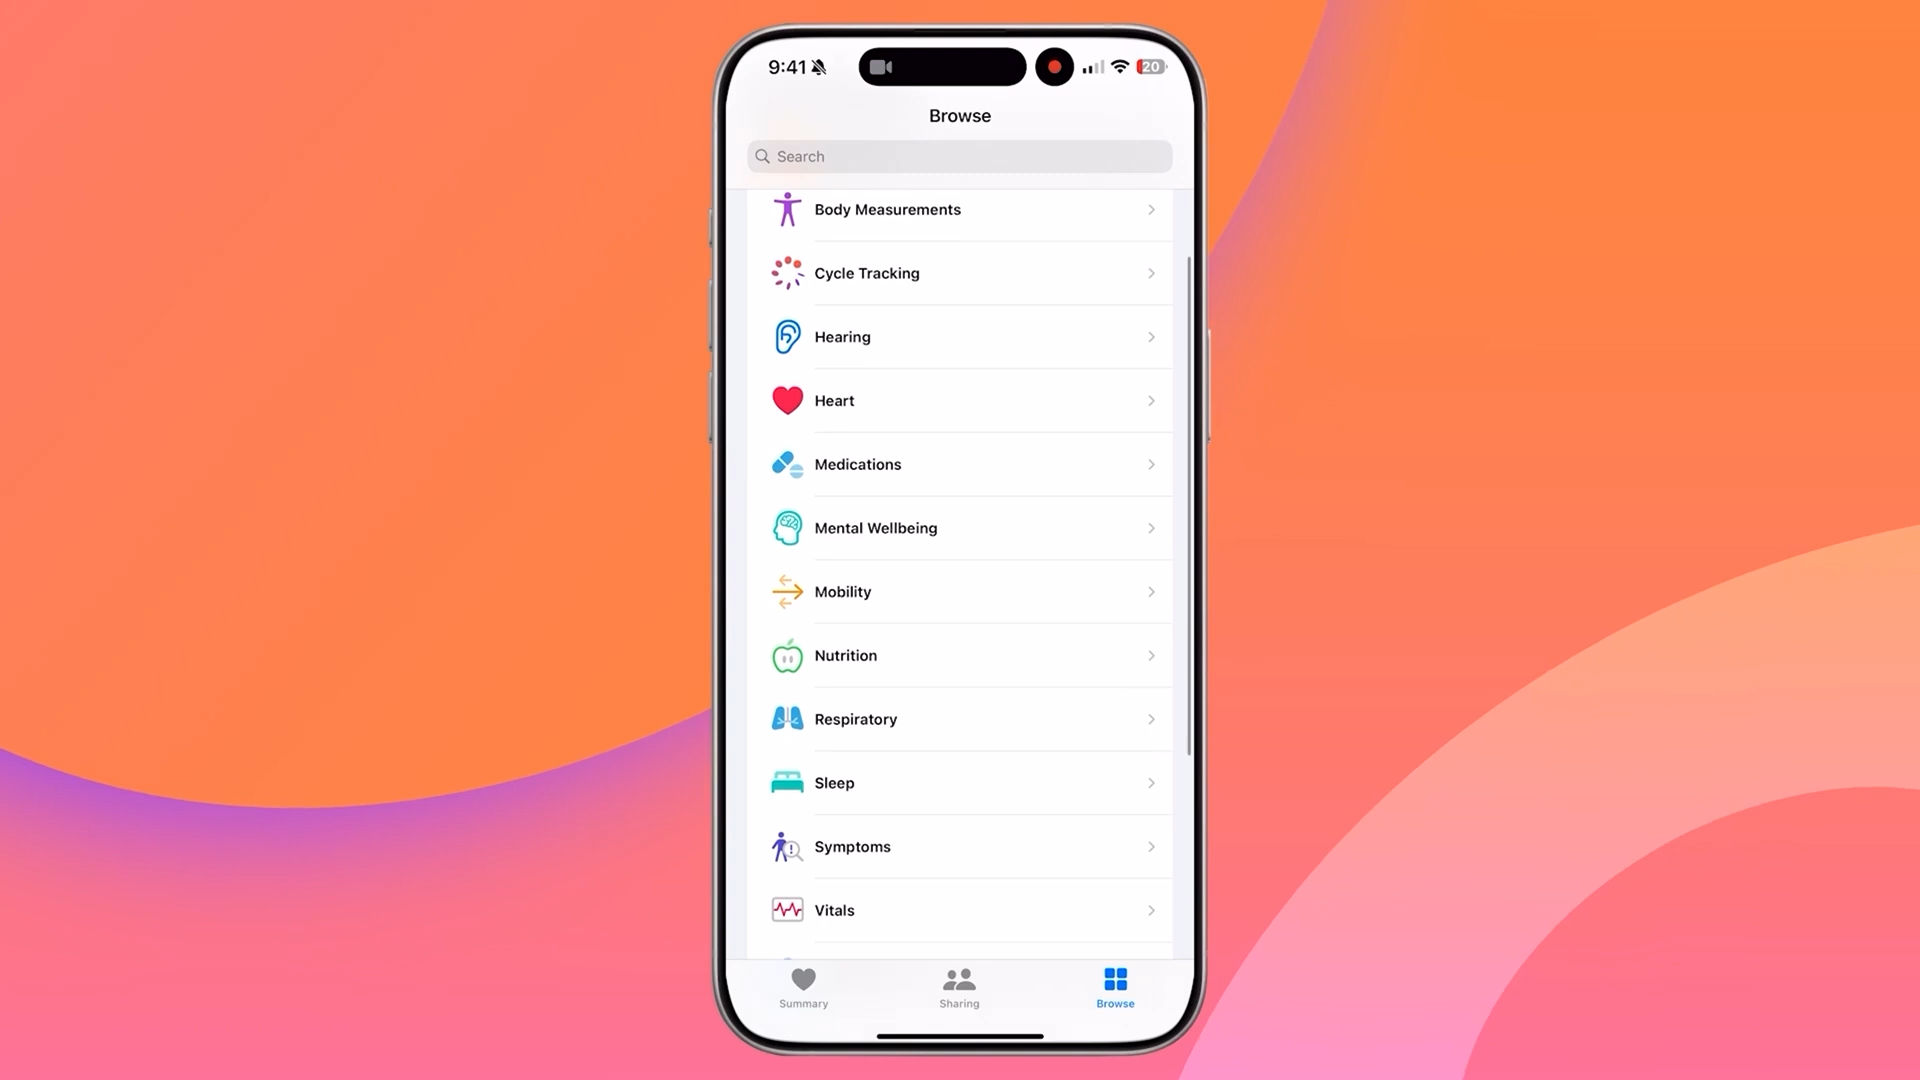 9:41
20
Browse
Search
Body Measurements
Cycle Tracking
Hearing
Heart
Medications
Mental Wellbeing
Mobility
Nutrition
Respiratory
Sleep
Symptoms
Vitals
Summary
Sharing
Browse